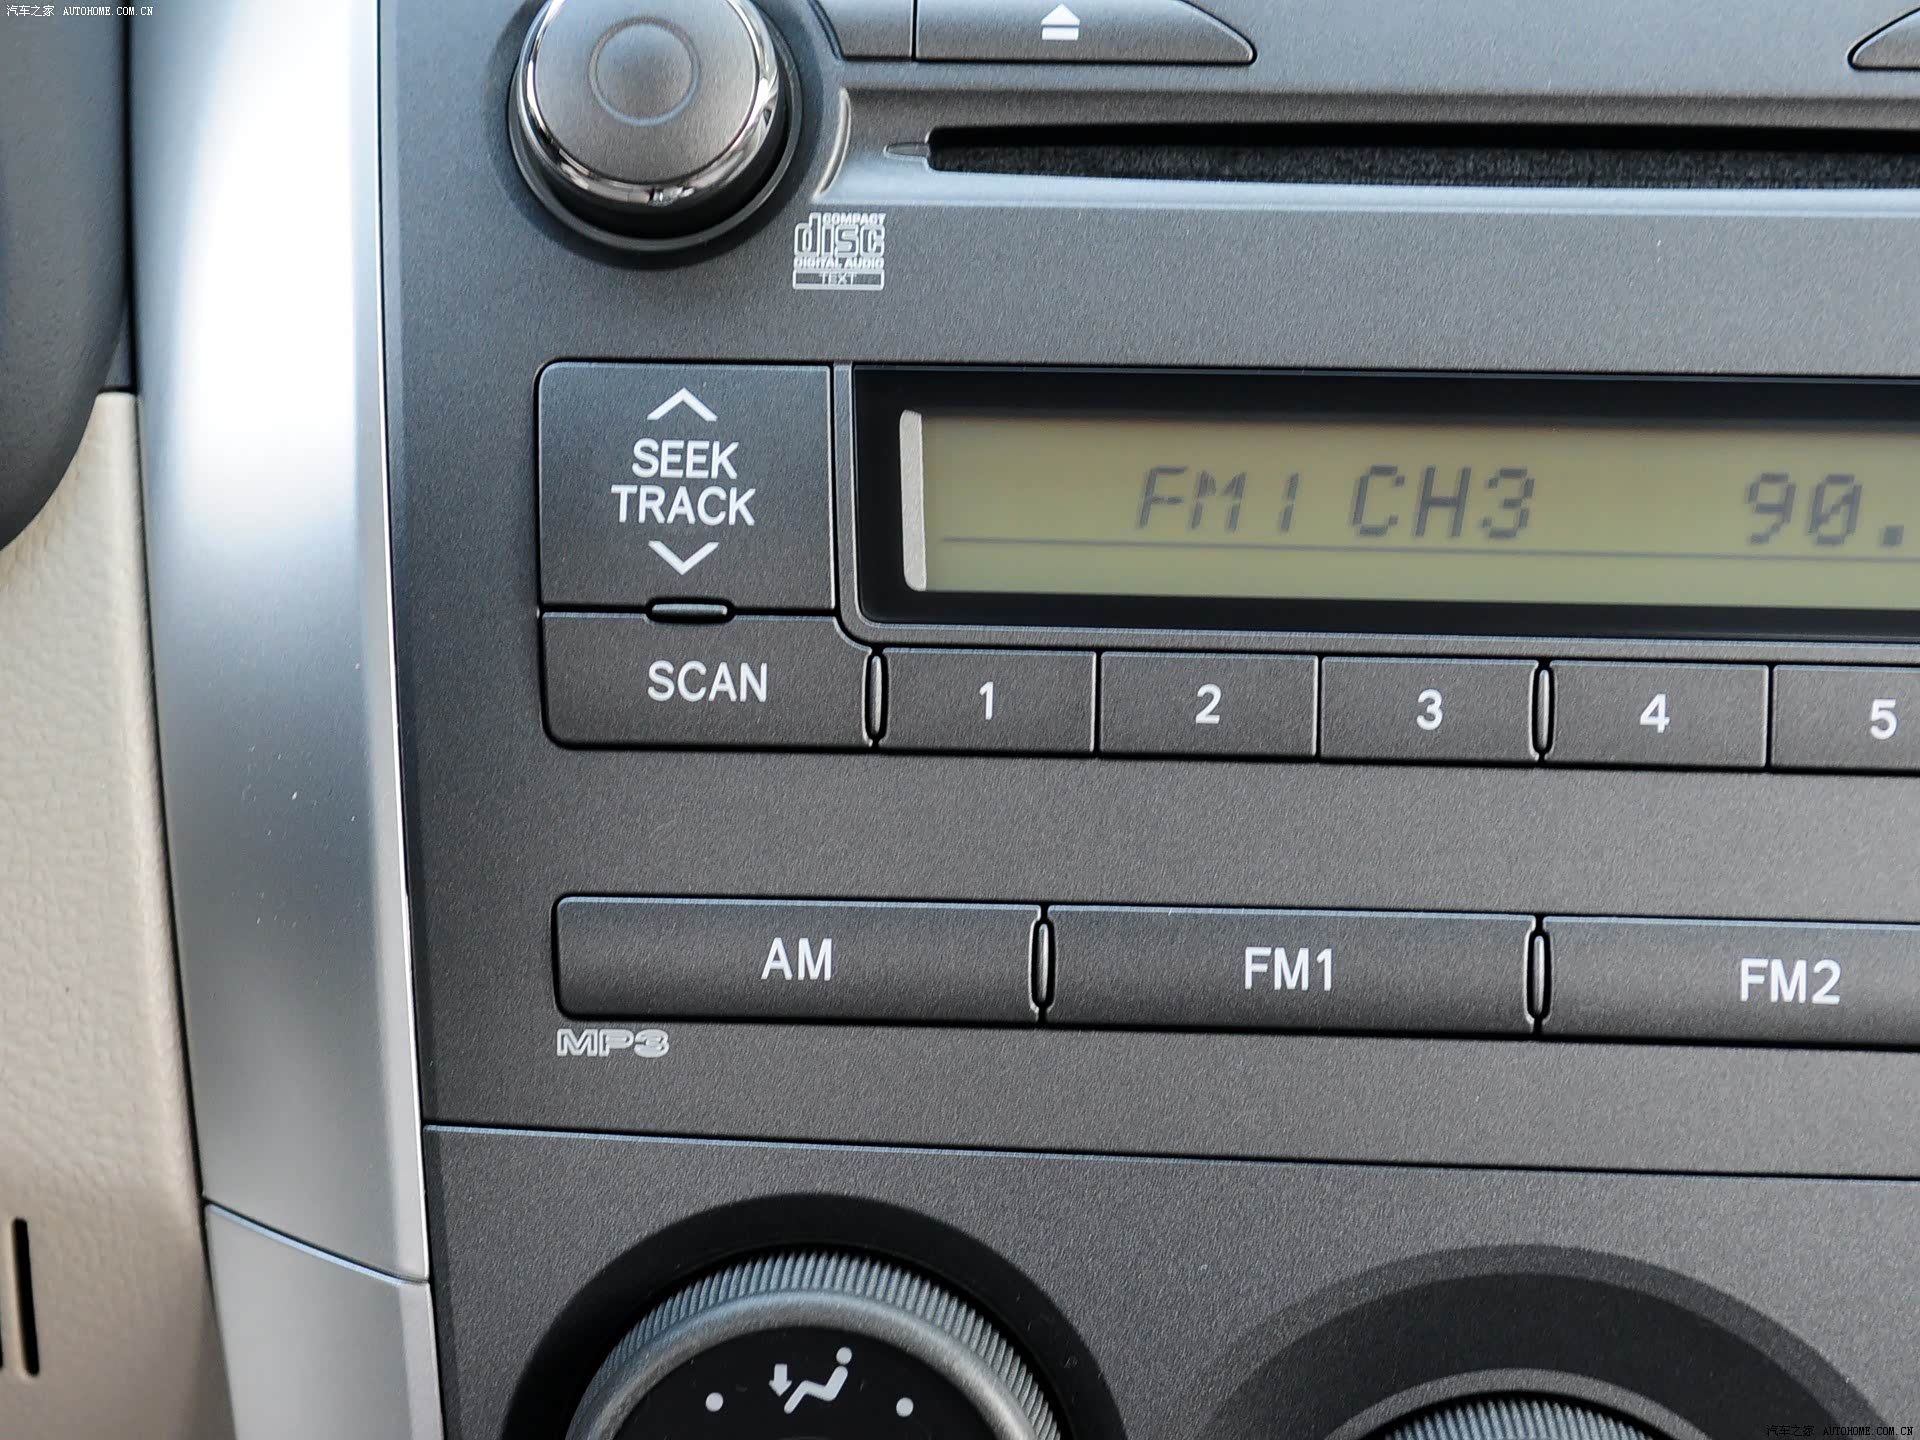 汽车之家 AUTOHOME.COM.CN
COMPACT
disc
DIGITAL AUDIO
TEXT
SEEK
TRACK
FM1 CH3 90.
SCAN 1 2 3 4 5
AM FM1 FM2
MP3
汽车之家 AUTOHOME.COM.CN